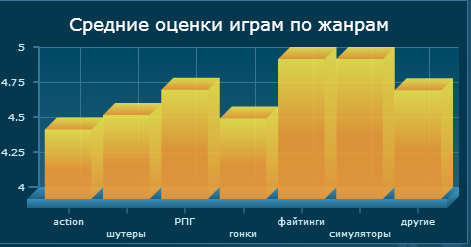 Средние оценки играм по жанрам
5
4.75
4.5
4.25
4
action
шутеры
РПГ
гонки
файтинги
симуляторы
другие